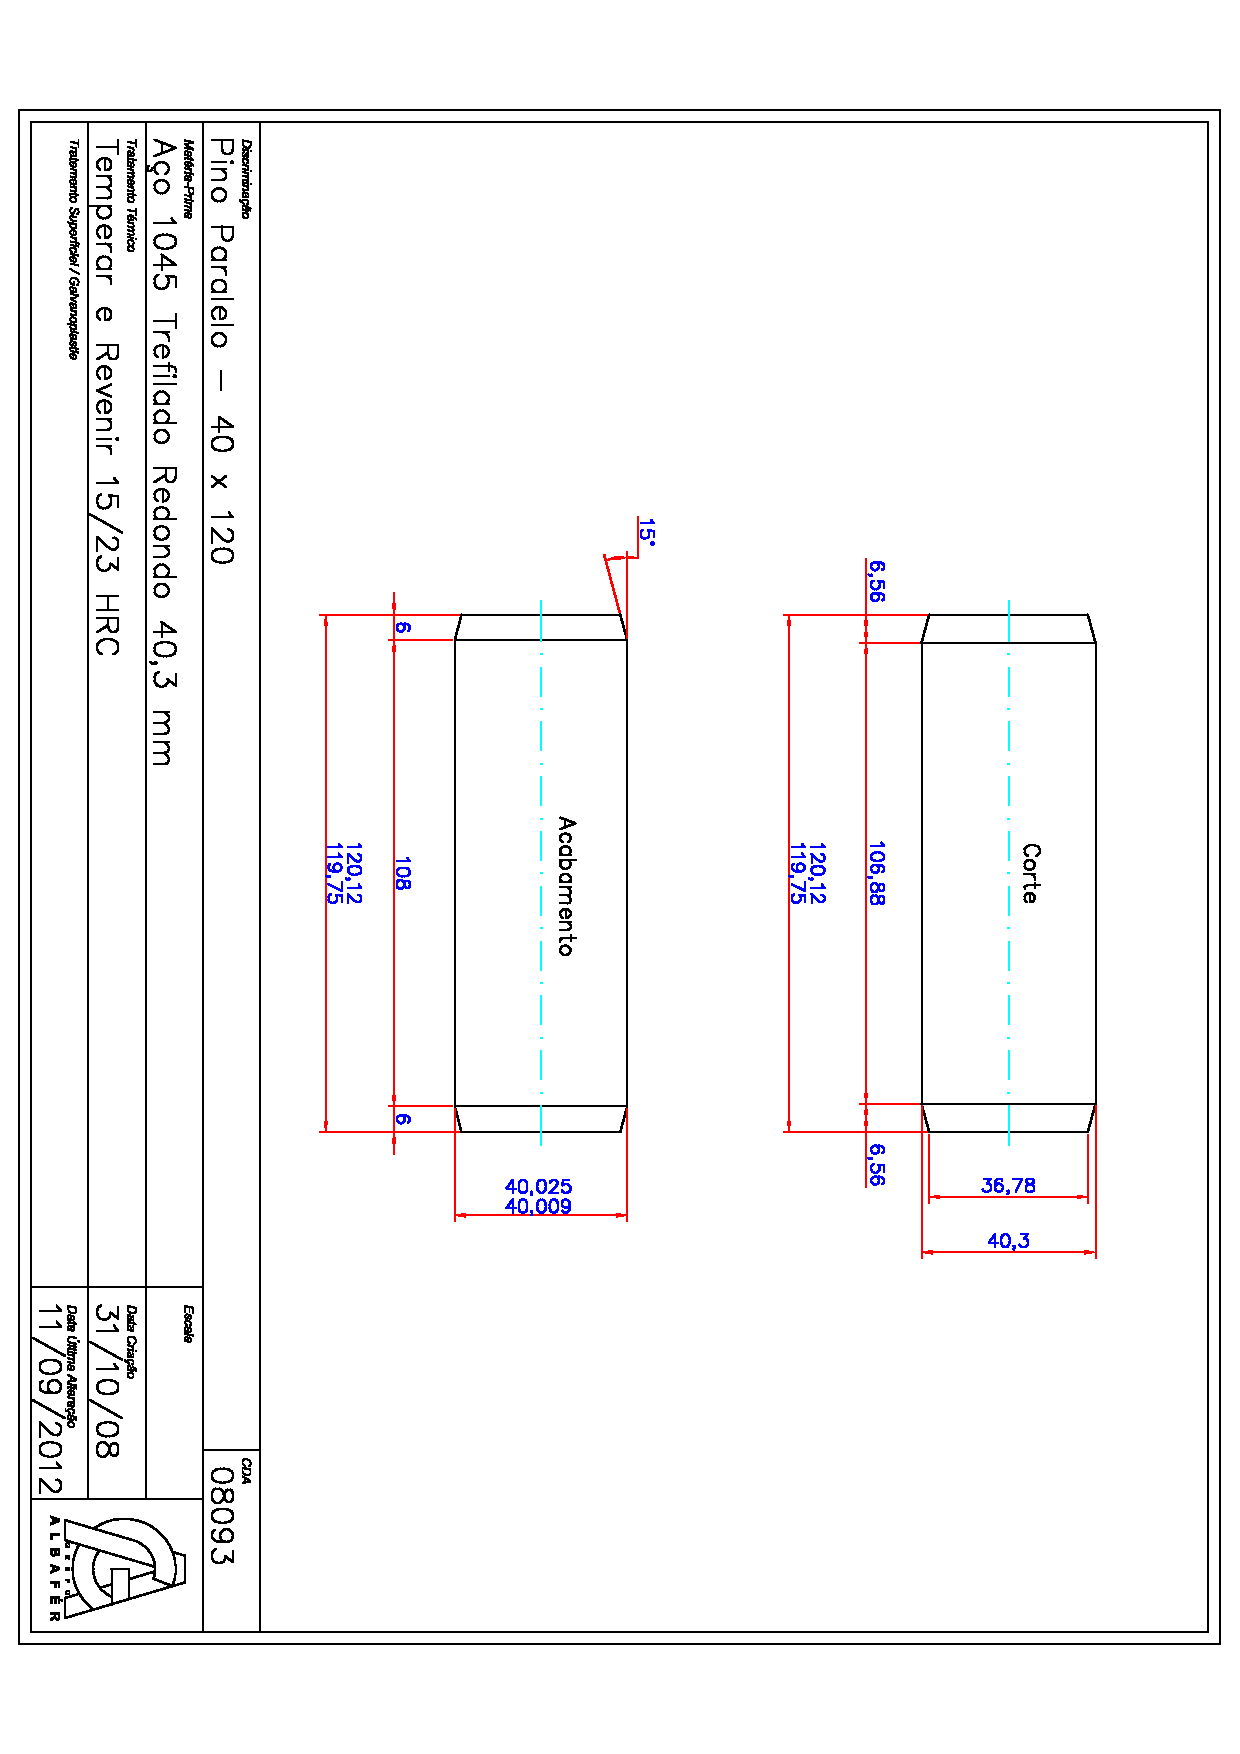 Corte
6,56
106,88
6,56
120,12
119,75
36,78
40,3
Acabamento
15°
6
108
6
120,12
119,75
40,025
40,009
Discriminação
Pino Paralelo - 40 x 120
CDA
08093
Matéria-Prima
Aço 1045 Trefilado Redondo 40,3 mm
Escala
Tratamento Térmico
Temperar e Revenir 15/23 HRC
Data Criação
31/10/08
Tratamento Superficial / Galvanoplastia
Data Última Alteração
11/09/2012
GRUPO
ALBAFÉR